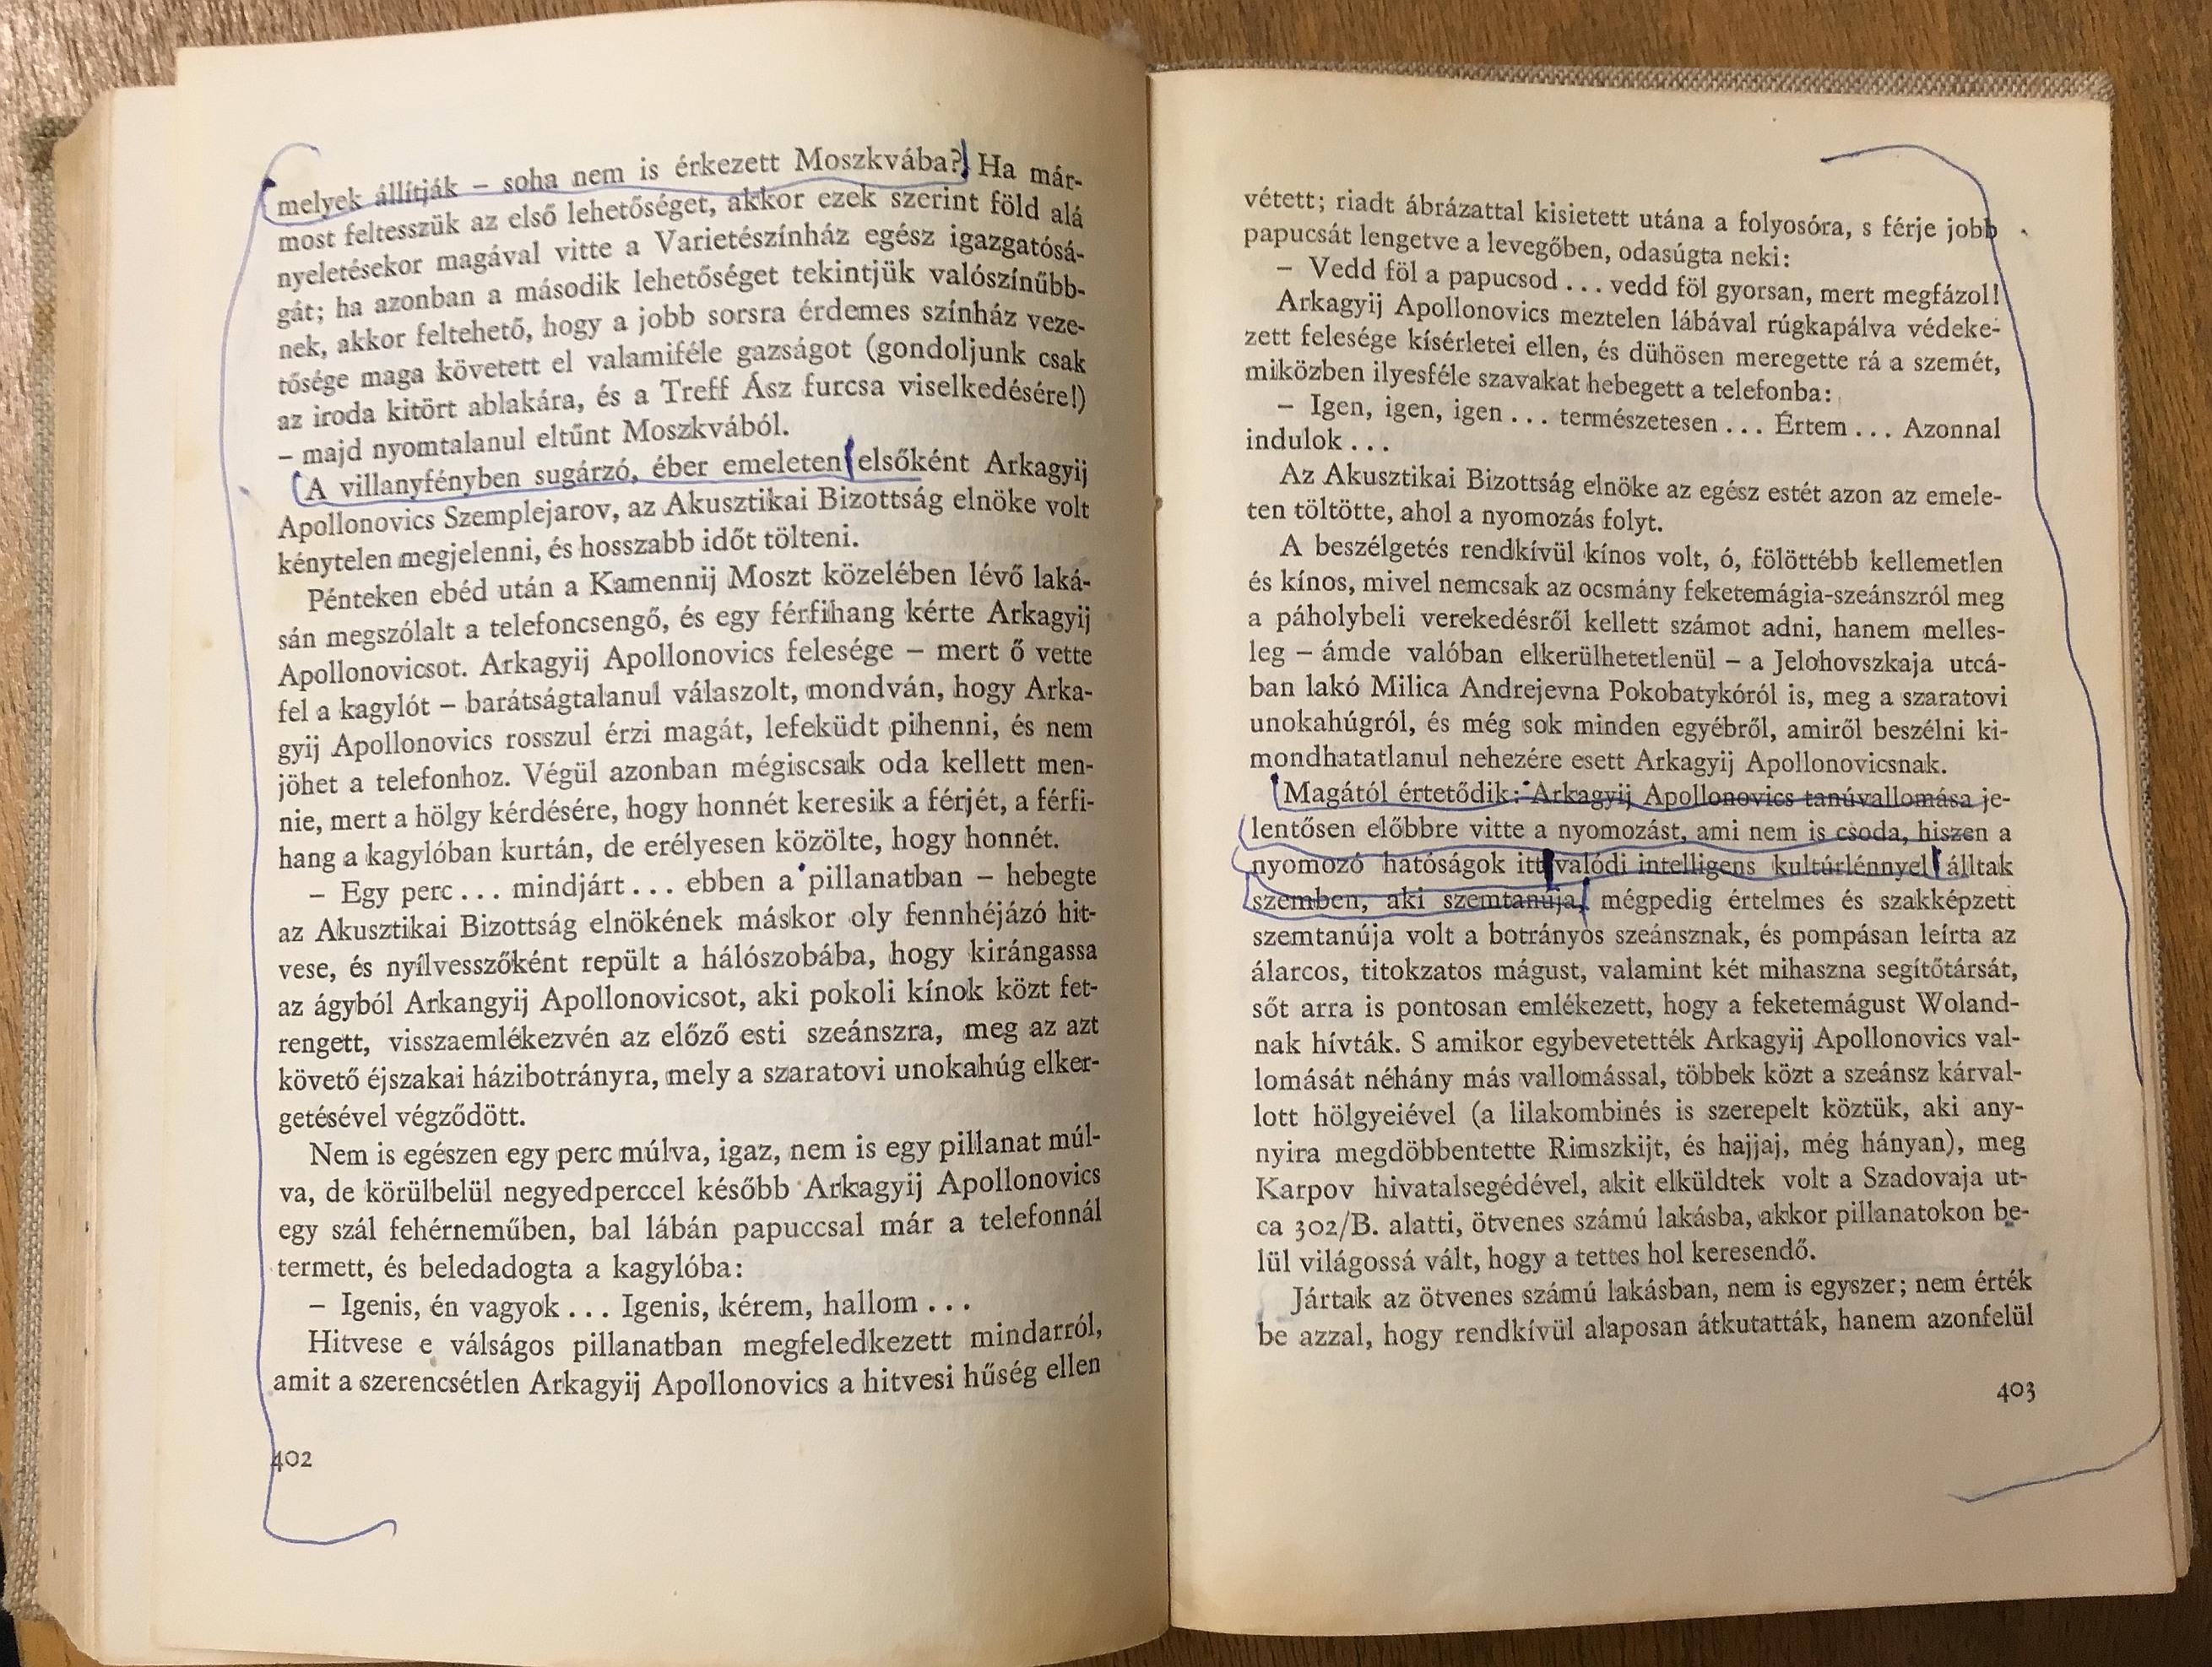 melyek állítják – soha nem is érkezett Moszkvába? Ha már-
most feltesszük az első lehetőséget, akkor ezek szerint föld alá
nyeletésekor magával vitte a Varietészínház egész igazgatósá-
gát; ha azonban a második lehetőséget tekintjük valószínűbb-
nek, akkor feltehető, hogy a jobb sorsra érdemes színház veze-
tősége maga követett el valamiféle gazságot (gondoljunk csak
az iroda kitört ablakára, és a Treff Ász furcsa viselkedésére!)
– majd nyomtalanul eltűnt Moszkvából.
A villanyfényben sugárzó, éber emeleten elsőként Arkagyij
Apollonovics Szemplejarov, az Akusztikai Bizottság elnöke volt
kénytelen megjelenni, és hosszabb időt tölteni.
Pénteken ebéd után a Kamennij Moszt közelében lévő laká-
sán megszólalt a telefoncsengő, és egy férfihang kérte Arkagyij
Apollonovicsot. Arkagyij Apollonovics felesége – mert ő vette
fel a kagylót – barátságtalanul válaszolt, mondván, hogy Arka-
gyij Apollonovics rosszul érzi magát, lefeküdt pihenni, és nem
jöhet a telefonhoz. Végül azonban mégiscsak oda kellett men-
nie, mert a hölgy kérdésére, hogy honnét keresik a férjét, a férfi-
hang a kagylóban kurtán, de erélyesen közölte, hogy honnét.
– Egy perc... mindjárt... ebben a pillanatban – hebegte
az Akusztikai Bizottság elnökének máskor oly fennhéjázó hit-
vese, és nyílvesszőként repült a hálószobába, hogy kirángassa
az ágyból Arkangyij Apollonovicsot, aki pokoli kínok közt fet-
rengett, visszaemlékezvén az előző esti szeánszra, meg az azt
követő éjszakai házibotrányra, mely a szaratovi unokahúg elker-
getésével végződött.
Nem is egészen egy perc múlva, igaz, nem is egy pillanat múl-
va, de körülbelül negyedperccel később Arkagyij Apollonovics
egy szál fehérneműben, bal lábán papuccsal már a telefonnál
termett, és beledadogta a kagylóba:
– Igenis, én vagyok... Igenis, kérem, hallom...
Hitvese e válságos pillanatban megfeledkezett mindarról,
amit a szerencsétlen Arkagyij Apollonovics a hitvesi hűség ellen
402
vétett; riadt ábrázattal kisietett utána a folyosóra, s férje jobb
papucsát lengetve a levegőben, odasúgta neki:
– Vedd föl a papucsod... vedd föl gyorsan, mert megfázol!
Arkagyij Apollonovics meztelen lábával rúgkapálva védeke-
zett felesége kísérletei ellen, és dühösen meregette rá a szemét,
miközben ilyesféle szavakat hebegett a telefonba:
– Igen, igen, igen... természetesen... Értem... Azonnal
indulok...
Az Akusztikai Bizottság elnöke az egész estét azon az emele-
ten töltötte, ahol a nyomozás folyt.
A beszélgetés rendkívül kínos volt, ó, fölöttébb kellemetlen
és kínos, mivel nemcsak az ocsmány feketemágia-szeánszról meg
a páholybeli verekedésről kellett számot adni, hanem melles-
leg – ámde valóban elkerülhetetlenül – a Jelohovszkaja utcá-
ban lakó Milica Andrejevna Pokobatykóról is, meg a szaratovi
unokahúgról, és még sok minden egyébről, amiről beszélni ki-
mondhatatlanul nehezére esett Arkagyij Apollonovicsnak.
Magától értetődik: Arkagyij Apollonovics tanúvallomása je-
lentősen előbbre vitte a nyomozást, ami nem is csoda, hiszen a
nyomozó hatóságok itt valódi intelligens kultúrlénnyel álltak
szemben, aki szemtanúja, mégpedig értelmes és szakképzett
szemtanúja volt a botrányos szeánsznak, és pompásan leírta az
álarcos, titokzatos mágust, valamint két mihaszna segítőtársát,
sőt arra is pontosan emlékezett, hogy a feketemágust Woland-
nak hívták. S amikor egybevetették Arkagyij Apollonovics val-
lomását néhány más vallomással, többek közt a szeánsz kárval-
lott hölgyeiével (a lilakombinés is szerepelt köztük, aki any-
nyira megdöbbentette Rimszkijt, és hajjaj, még hányan), meg
Karpov hivatalsegédével, akit elküldtek volt a Szadovaja ut-
ca 302/B. alatti, ötvenes számú lakásba, akkor pillanatokon be-
lül világossá vált, hogy a tettes hol keresendő.
Jártak az ötvenes számú lakásban, nem is egyszer; nem érték
be azzal, hogy rendkívül alaposan átkutatták, hanem azonfelül
403